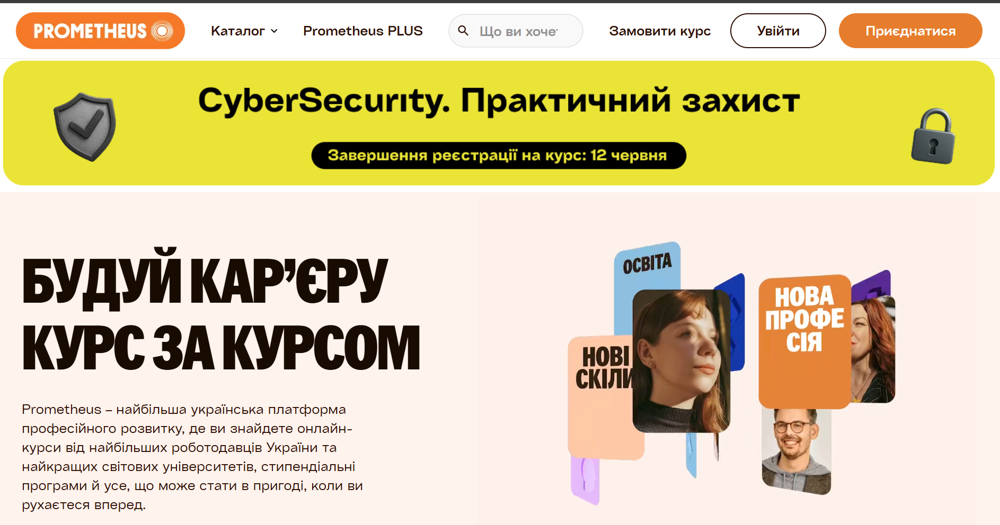 PROMETHEUS
Каталог
Prometheus PLUS
Що ви хоче
Замовити курс
Увійти
Приєднатися
CyberSecurıty. Практичний захист
Завершення реєстрації на курс: 12 червня
БУДУЙ КАР’ЄРУ
КУРС ЗА КУРСОМ
Prometheus – найбільша українська платформа
професійного розвитку, де ви знайдете онлайн-
курси від найбільших роботодавців України та
найкращих світових університетів, стипендіальні
програми й усе, що може стати в пригоді, коли ви
рухаєтеся вперед.
ОСВІТА
НОВІ
СКІЛИ
НОВА
ПРОФЕ
СІЯ